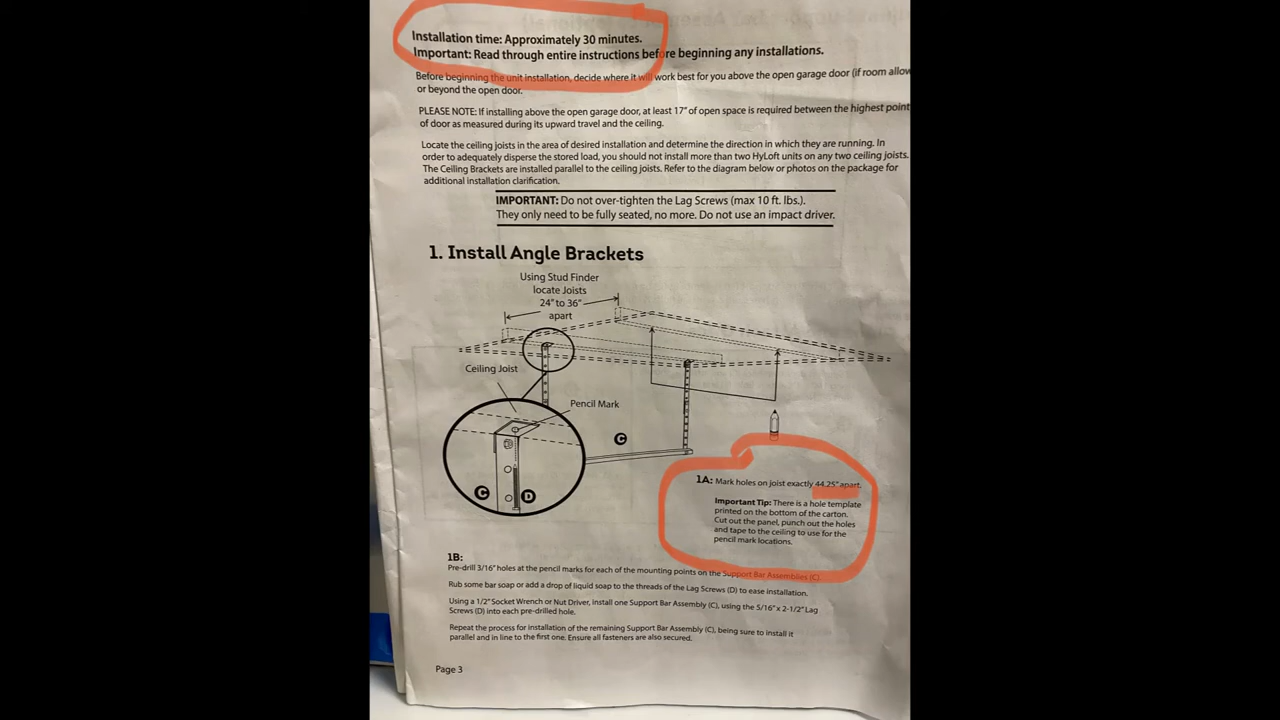 Installation time: Approximately 30 minutes.
Important: Read through entire instructions before beginning any installations.
Before beginning the unit installation, decide where it will work best for you above the open garage door (if room allow
or beyond the open door.
PLEASE NOTE: If installing above the open garage door, at least 17" of open space is required between the highest point
of door as measured during its upward travel and the ceiling.
Locate the ceiling joists in the area of desired installation and determine the direction in which they are running. In
order to adequately disperse the stored load, you should not install more than two HyLoft units on any two ceiling joists.
The Ceiling Brackets are installed parallel to the ceiling joists. Refer to the diagram below or photos on the package for
additional installation clarification.
IMPORTANT: Do not over-tighten the Lag Screws (max 10 ft. lbs.).
They only need to be fully seated, no more. Do not use an impact driver.
1. Install Angle Brackets
Using Stud Finder
locate Joists
24" to 36"
apart
Ceiling Joist
Pencil Mark
C
C
D
1A: Mark holes on joist exactly 44.25" apart.
Important Tip: There is a hole template
printed on the bottom of the carton.
Cut out the panel, punch out the holes
and tape to the ceiling to use for the
pencil mark locations.
1B:
Pre-drill 3/16" holes at the pencil marks for each of the mounting points on the Support Bar Assemblies (C).
Rub some bar soap or add a drop of liquid soap to the threads of the Lag Screws (D) to ease installation.
Using a 1/2" Socket Wrench or Nut Driver, install one Support Bar Assembly (C), using the 5/16" x 2-1/2" Lag
Screws (D) into each pre-drilled hole.
Repeat the process for installation of the remaining Support Bar Assembly (C), being sure to install it
parallel and in line to the first one. Ensure all fasteners are also secured.
Page 3